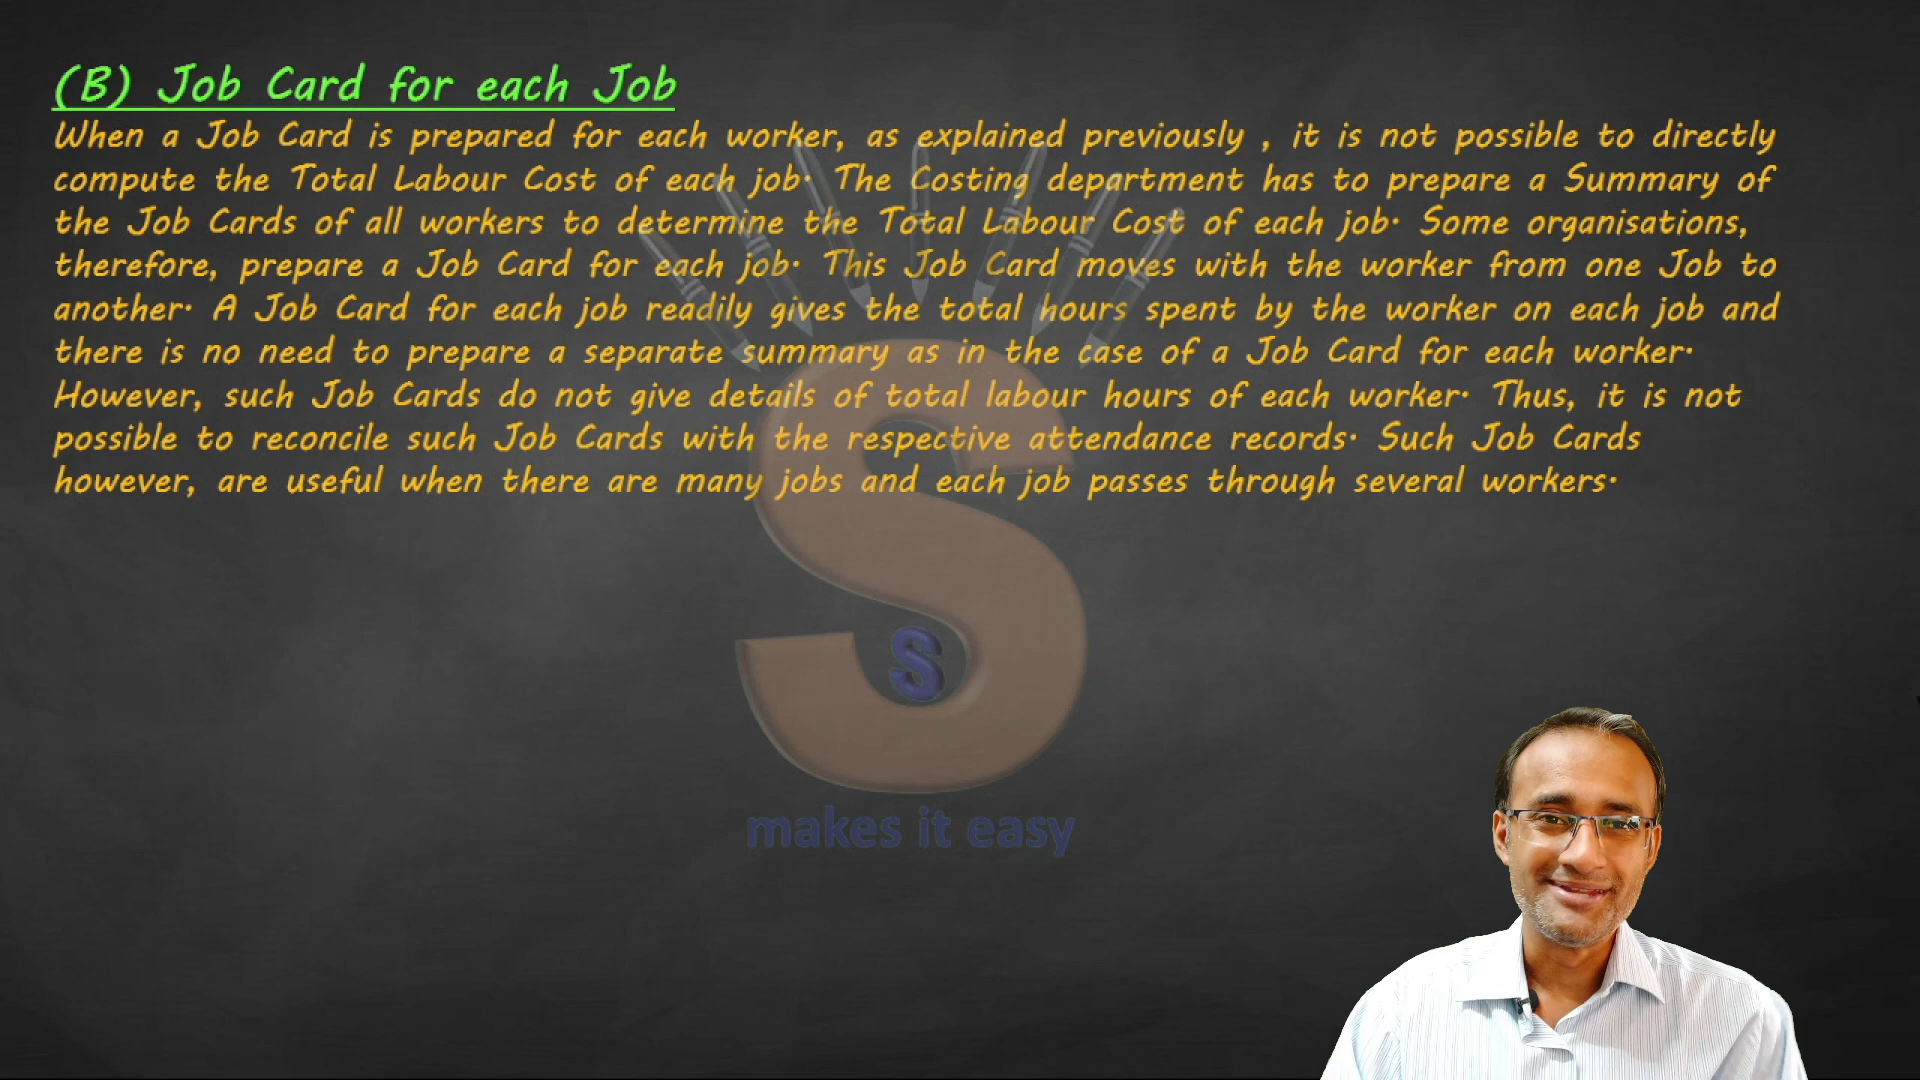 (B) Job Card for each Job
When a Job Card is prepared for each worker, as explained previously , it is not possible to directly
compute the Total Labour Cost of each job. The Costing department has to prepare a Summary of
the Job Cards of all workers to determine the Total Labour Cost of each job. Some organisations,
therefore, prepare a Job Card for each job. This Job Card moves with the worker from one Job to
another. A Job Card for each job readily gives the total hours spent by the worker on each job and
there is no need to prepare a separate summary as in the case of a Job Card for each worker.
However, such Job Cards do not give details of total labour hours of each worker. Thus, it is not
possible to reconcile such Job Cards with the respective attendance records. Such Job Cards
however, are useful when there are many jobs and each job passes through several workers.
S
S
makes it easy